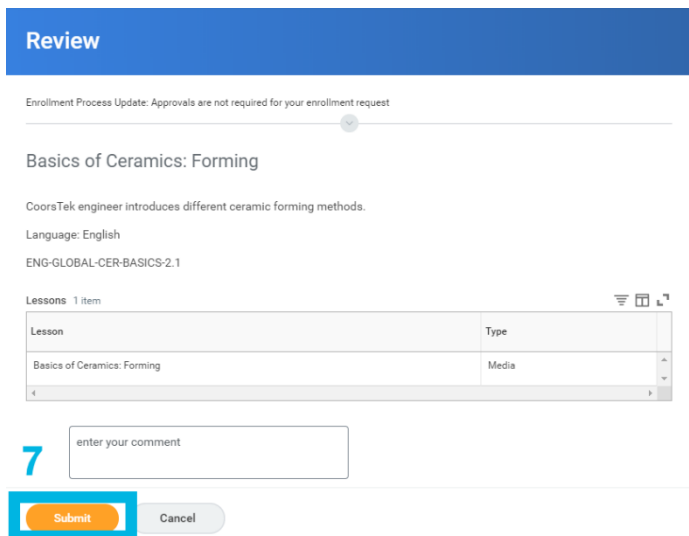 Review
Enrollment Process Update: Approvals are not required for your enrollment request
Basics of Ceramics: Forming
CoorsTek engineer introduces different ceramic forming methods.
Language: English
ENG-GLOBAL-CER-BASICS-2.1
Lessons 1 item
Lesson Type
Basics of Ceramics: Forming Media
enter your comment
7
Submit Cancel